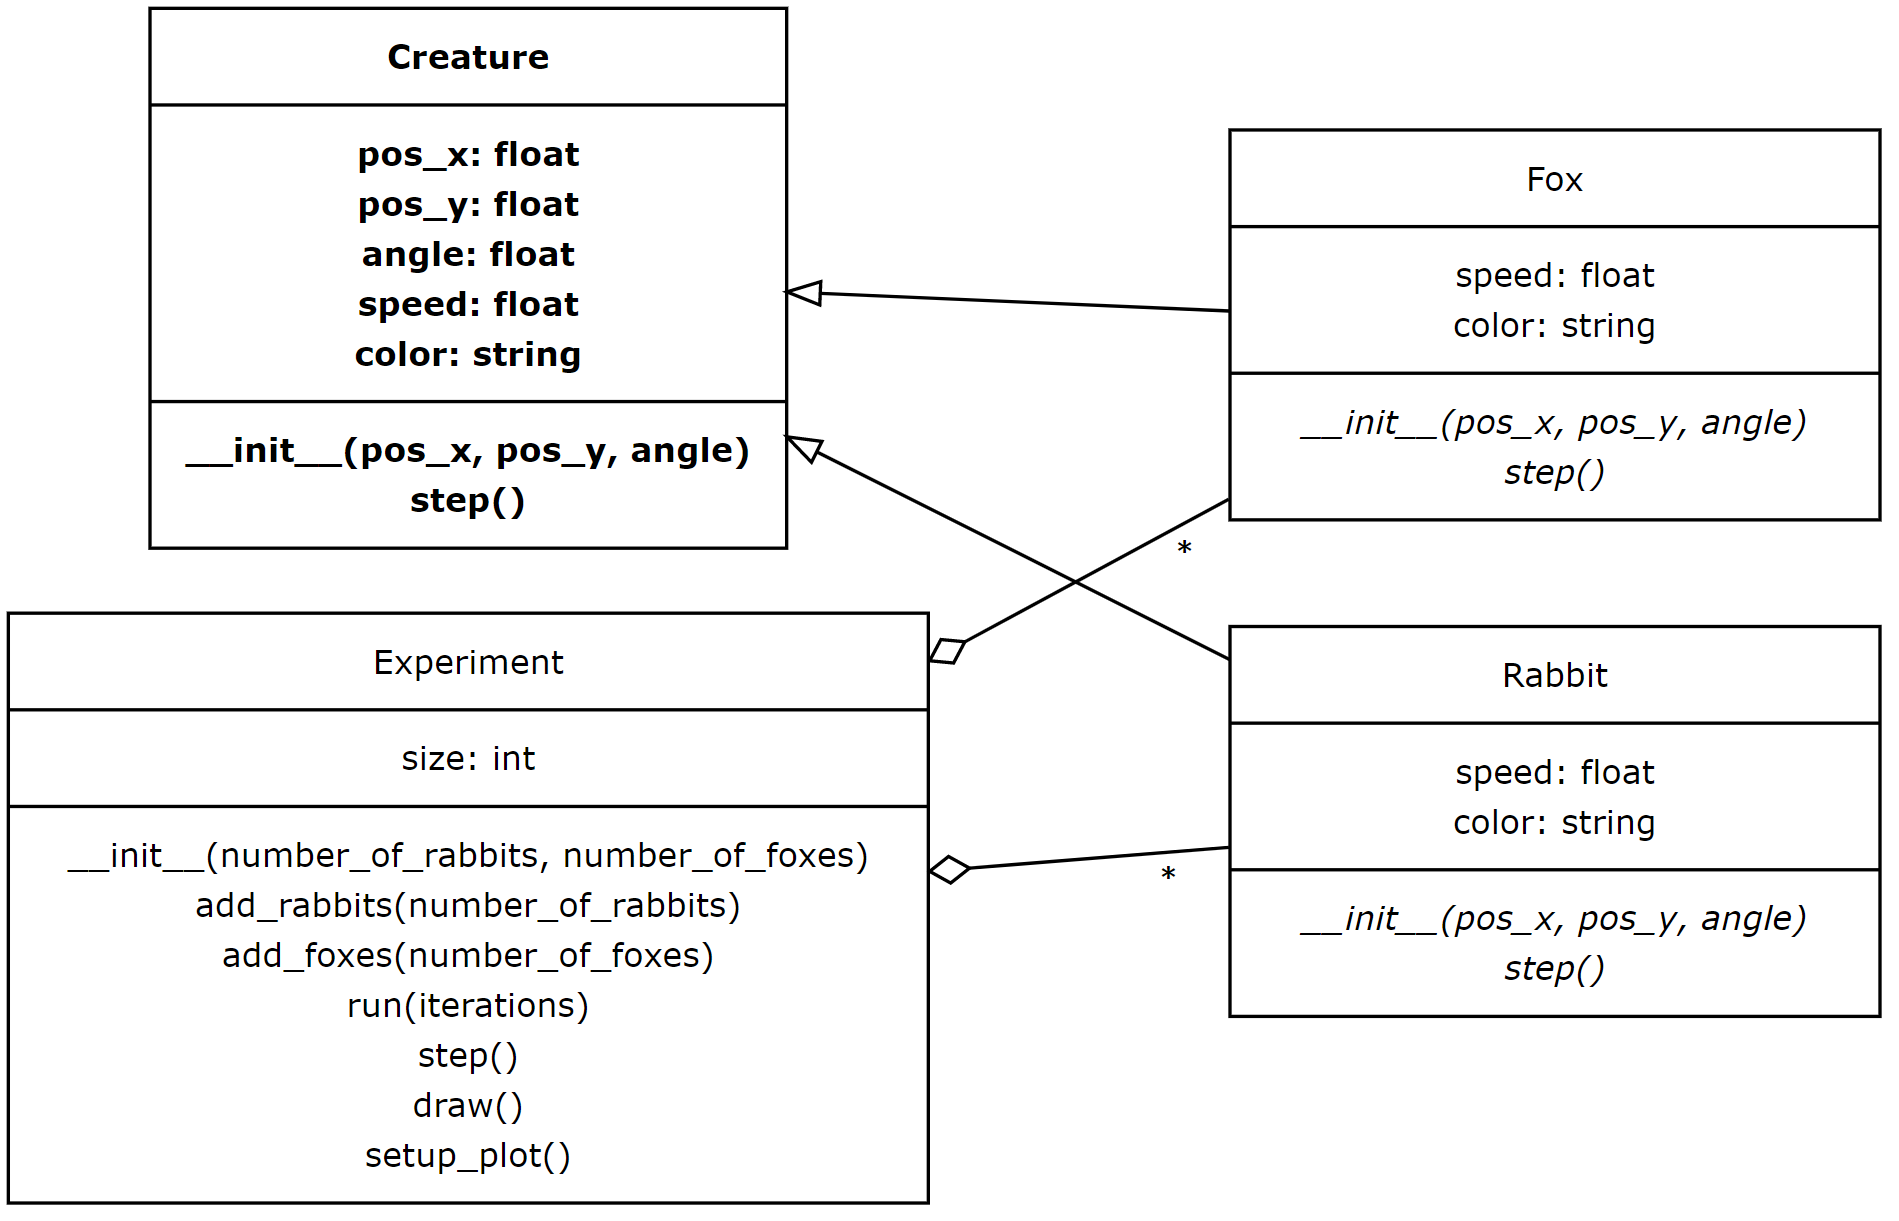 Creature
pos_x: float
pos_y: float
angle: float
speed: float
color: string
__init__(pos_x, pos_y, angle)
step()
Fox
speed: float
color: string
__init__(pos_x, pos_y, angle)
step()
*
Experiment
size: int
__init__(number_of_rabbits, number_of_foxes)
add_rabbits(number_of_rabbits)
add_foxes(number_of_foxes)
run(iterations)
step()
draw()
setup_plot()
*
Rabbit
speed: float
color: string
__init__(pos_x, pos_y, angle)
step()